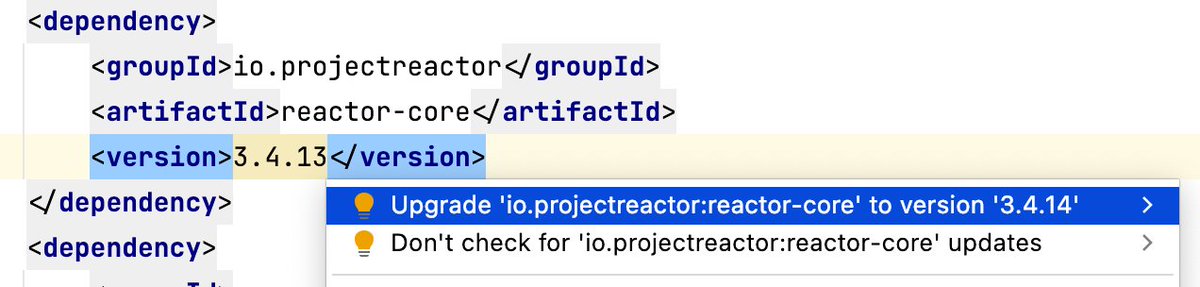 <dependency>
<groupId>io.projectreactor</groupId>
<artifactId>reactor-core</artifactId>
<version>3.4.13</version>
</dependency>
Upgrade 'io.projectreactor:reactor-core' to version '3.4.14'
Don't check for 'io.projectreactor:reactor-core' updates
<dependency>